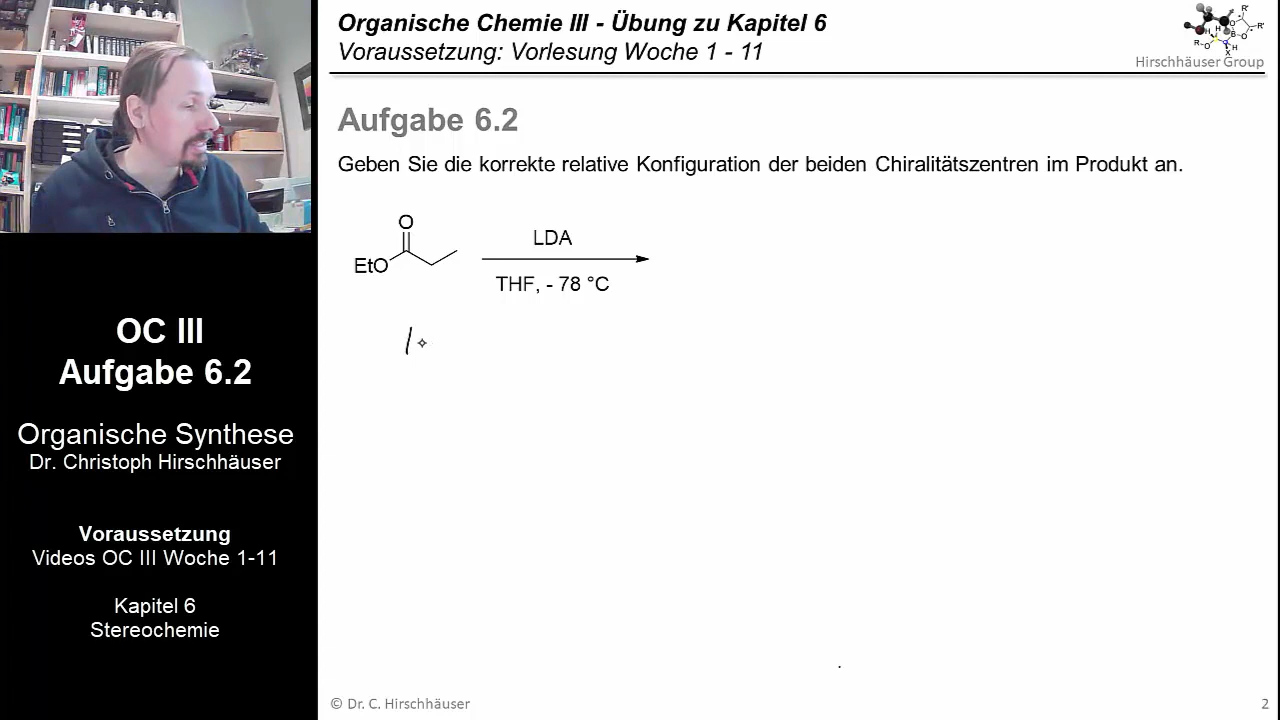 Organische Chemie III - Übung zu Kapitel 6
Voraussetzung: Vorlesung Woche 1 - 11
Hirschhäuser Group
Aufgabe 6.2
Geben Sie die korrekte relative Konfiguration der beiden Chiralitätszentren im Produkt an.
O
EtO
LDA
THF, - 78 °C
OC III
Aufgabe 6.2
Organische Synthese
Dr. Christoph Hirschhäuser
Voraussetzung
Videos OC III Woche 1-11
Kapitel 6
Stereochemie
© Dr. C. Hirschhäuser
2